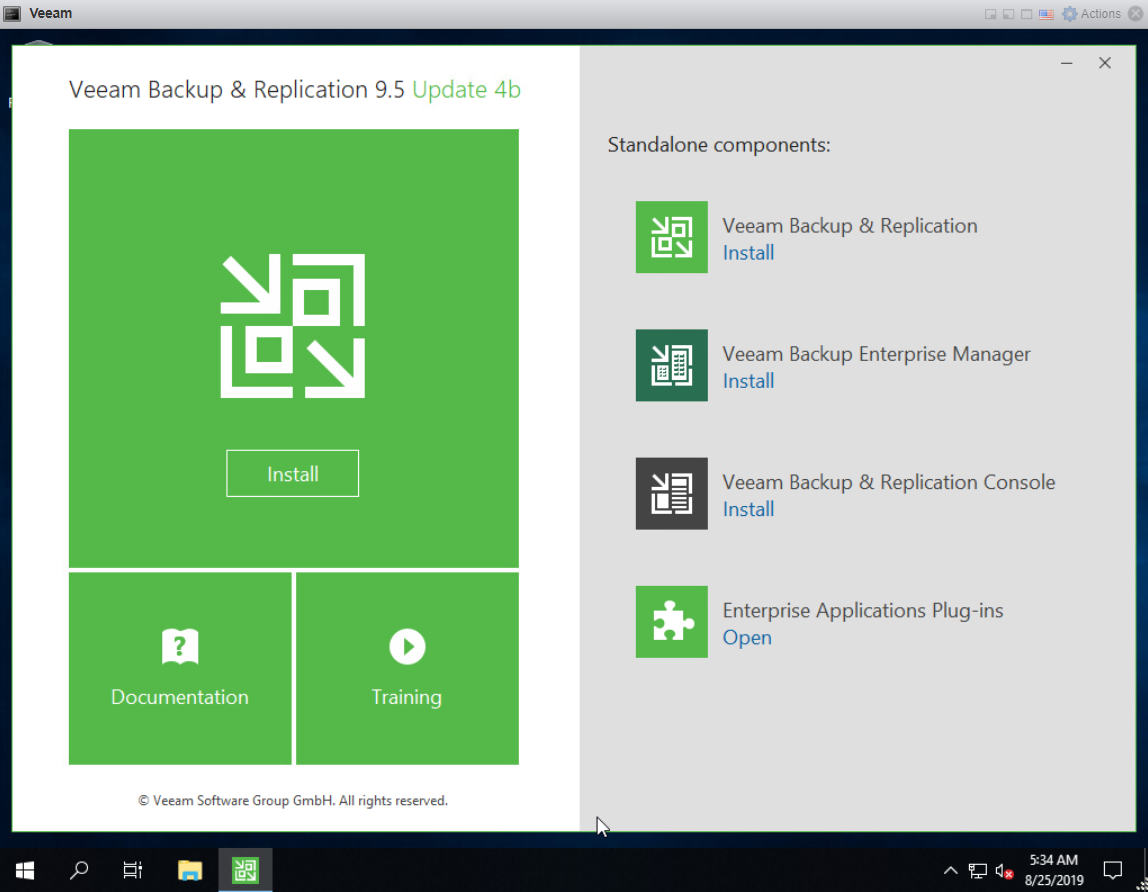 Veeam
Actions
Veeam Backup & Replication 9.5 Update 4b
Install
Documentation
Training
© Veeam Software Group GmbH. All rights reserved.
Standalone components:
Veeam Backup & Replication
Install
Veeam Backup Enterprise Manager
Install
Veeam Backup & Replication Console
Install
Enterprise Applications Plug-ins
Open
5:34 AM
8/25/2019